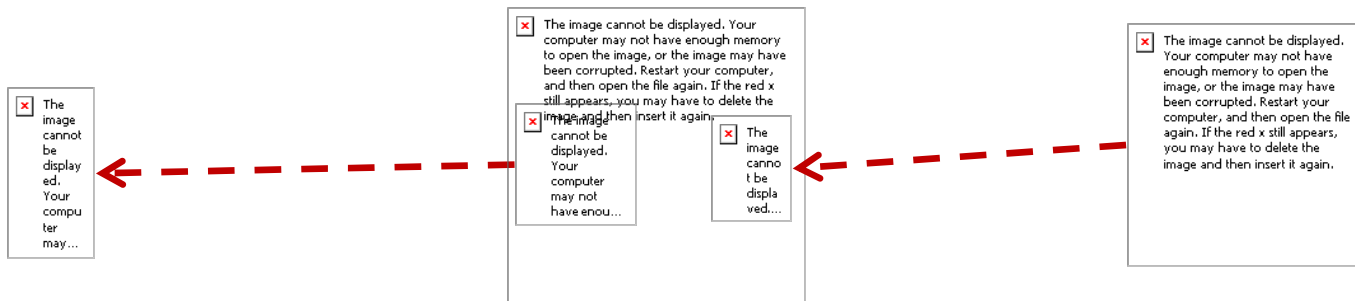 The
image
cannot
be
display
ed.
Your
compu
ter
may...
The image cannot be displayed. Your
computer may not have enough memory
to open the image, or the image may have
been corrupted. Restart your computer,
and then open the file again. If the red x
still appears, you may have to delete the
image and then insert it again.
The image
cannot be
displayed.
Your
computer
may not
have enou...
The
image
canno
t be
displa
yed....
The image cannot be displayed.
Your computer may not have
enough memory to open the
image, or the image may have
been corrupted. Restart your
computer, and then open the file
again. If the red x still appears,
you may have to delete the
image and then insert it again.